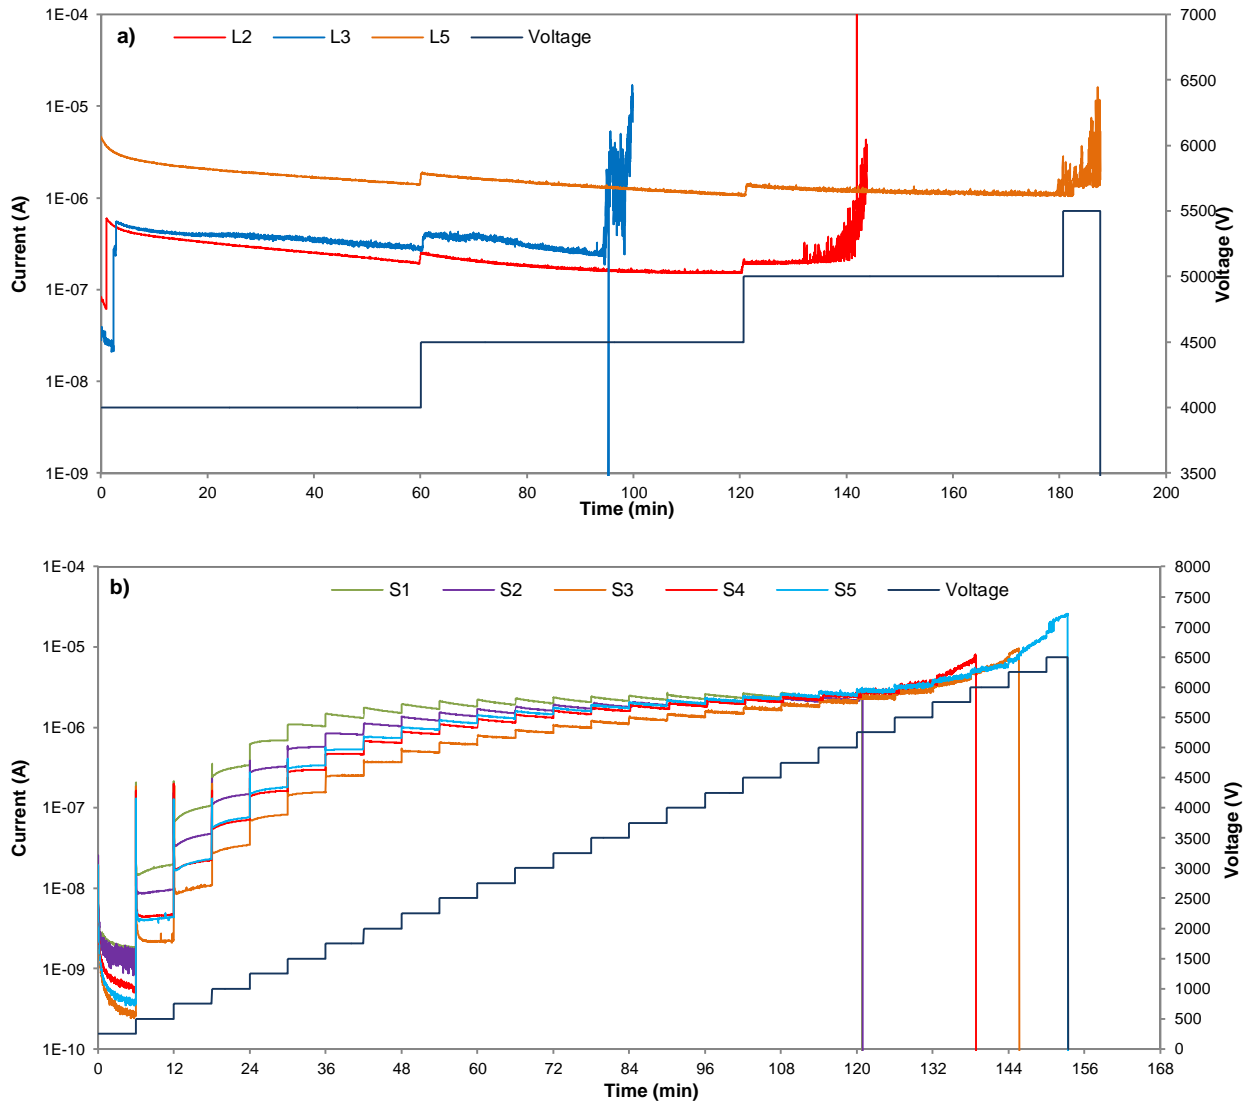 a)
L2 L3 L5 Voltage
1E-04
1E-05
1E-06
1E-07
1E-08
1E-09
Current (A)
7000
6500
6000
5500
5000
4500
4000
3500
Voltage (V)
0 20 40 60 80 100 120 140 160 180 200
Time (min)
b)
S1 S2 S3 S4 S5 Voltage
1E-04
1E-05
1E-06
1E-07
1E-08
1E-09
1E-10
Current (A)
8000
7500
7000
6500
6000
5500
5000
4500
4000
3500
3000
2500
2000
1500
1000
500
0
Voltage (V)
0 12 24 36 48 60 72 84 96 108 120 132 144 156 168
Time (min)